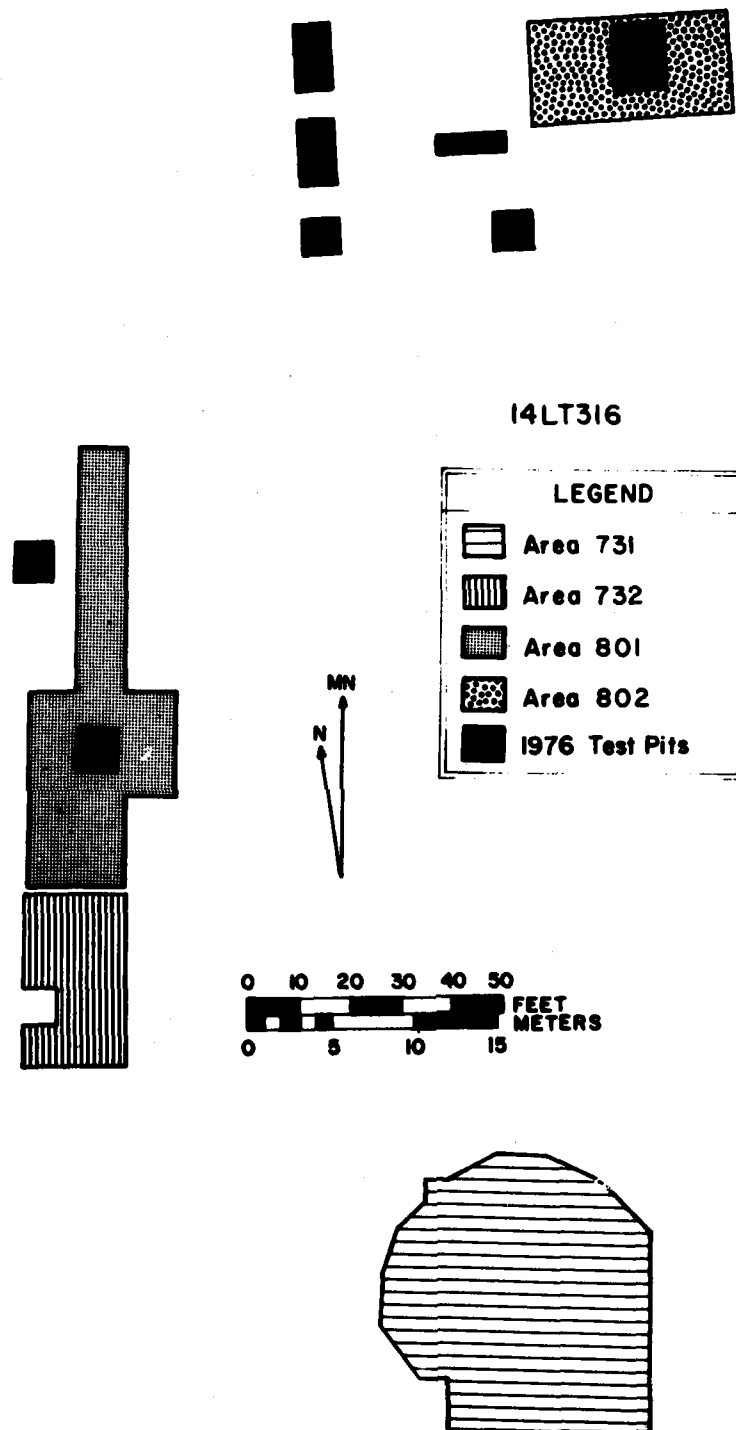 14LT316
LEGEND
Area 731
Area 732
Area 801
Area 802
1976 Test Pits
MN
N
0 10 20 30 40 50
FEET
METERS
0 5 10 15